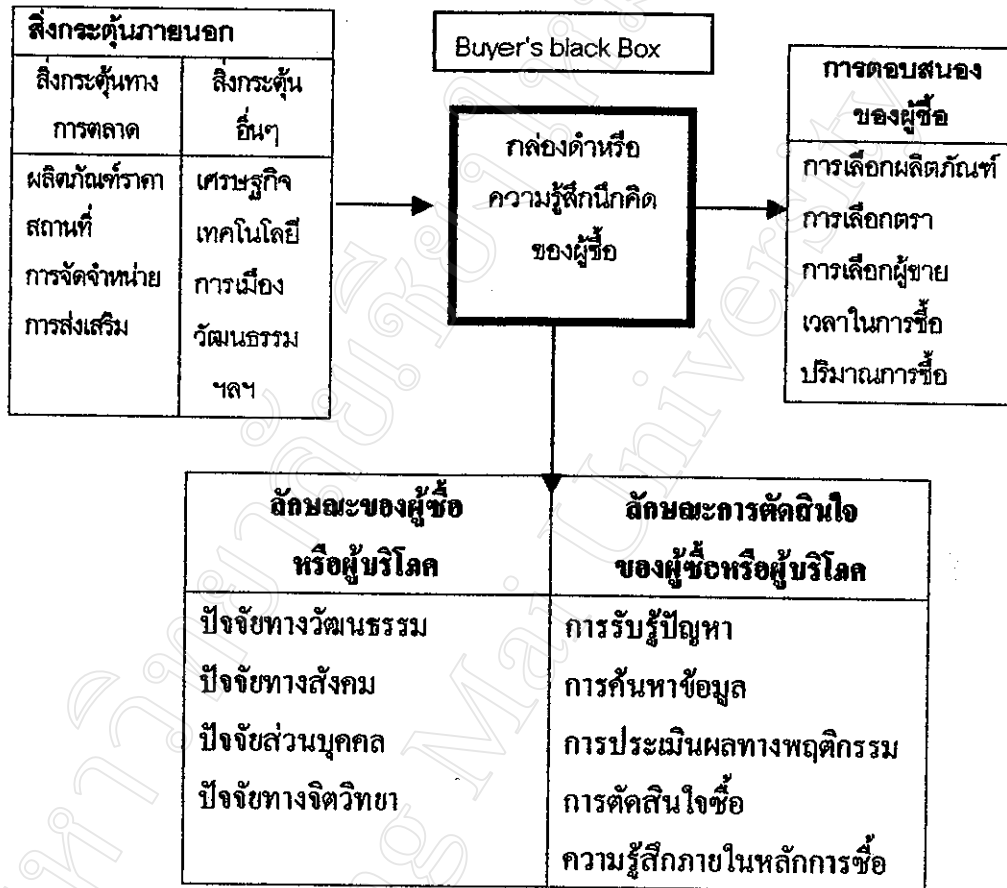 สิ่งกระตุ้นภายนอก
สิ่งกระตุ้นทาง
การตลาด
สิ่งกระตุ้น
อื่นๆ
ผลิตภัณฑ์ราคา
สถานที่
การจัดจำหน่าย
การส่งเสริม
เศรษฐกิจ
เทคโนโลยี
การเมือง
วัฒนธรรม
ฯลฯ
Buyer's black Box
กล่องดำหรือ
ความรู้สึกนึกคิด
ของผู้ซื้อ
การตอบสนอง
ของผู้ซื้อ
การเลือกผลิตภัณฑ์
การเลือกตรา
การเลือกผู้ขาย
เวลาในการซื้อ
ปริมาณการซื้อ
ลักษณะของผู้ซื้อ
หรือผู้บริโภค
ปัจจัยทางวัฒนธรรม
ปัจจัยทางสังคม
ปัจจัยส่วนบุคคล
ปัจจัยทางจิตวิทยา
ลักษณะการตัดสินใจ
ของผู้ซื้อหรือผู้บริโภค
การรับรู้ปัญหา
การค้นหาข้อมูล
การประเมินผลทางพฤติกรรม
การตัดสินใจซื้อ
ความรู้สึกภายในหลักการซื้อ
Mai University